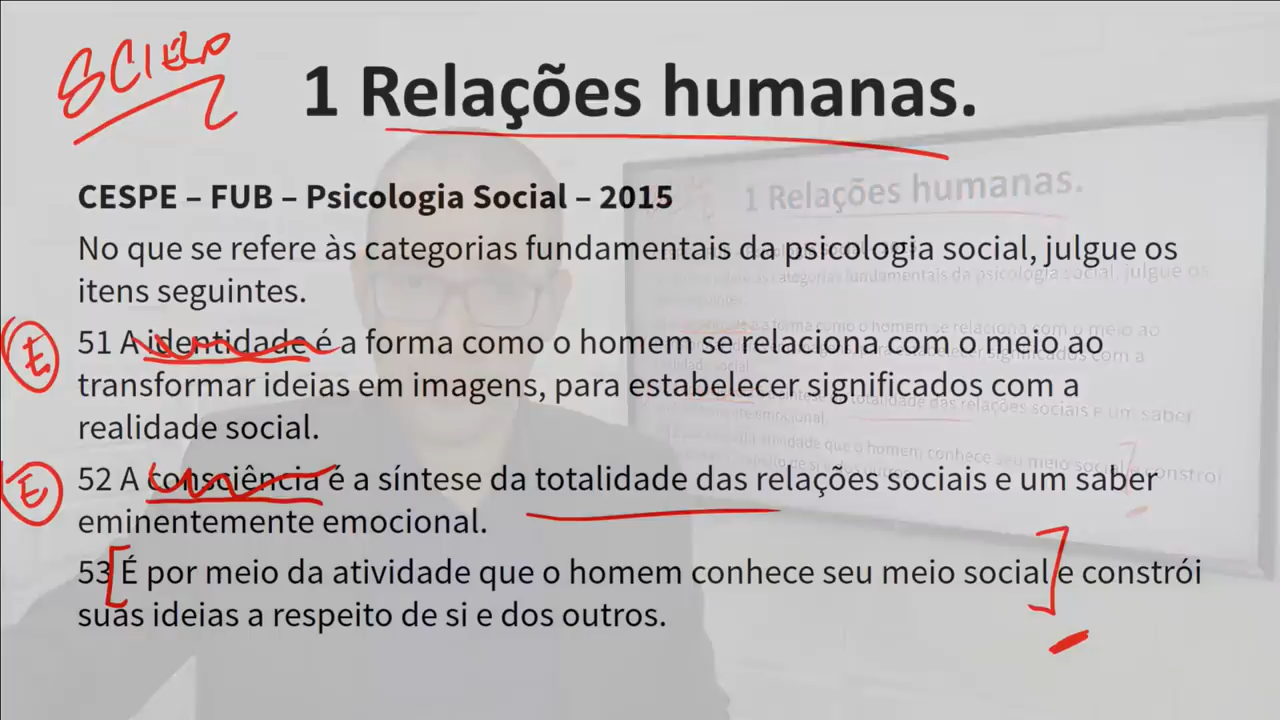 SCIELO
1 Relações humanas.
CESPE – FUB – Psicologia Social – 2015
No que se refere às categorias fundamentais da psicologia social, julgue os
itens seguintes.
E 51 A identidade é a forma como o homem se relaciona com o meio ao
transformar ideias em imagens, para estabelecer significados com a
realidade social.
E 52 A consciência é a síntese da totalidade das relações sociais e um saber
eminentemente emocional.
53 É por meio da atividade que o homem conhece seu meio social e constrói
suas ideias a respeito de si e dos outros.
1 Relações humanas.